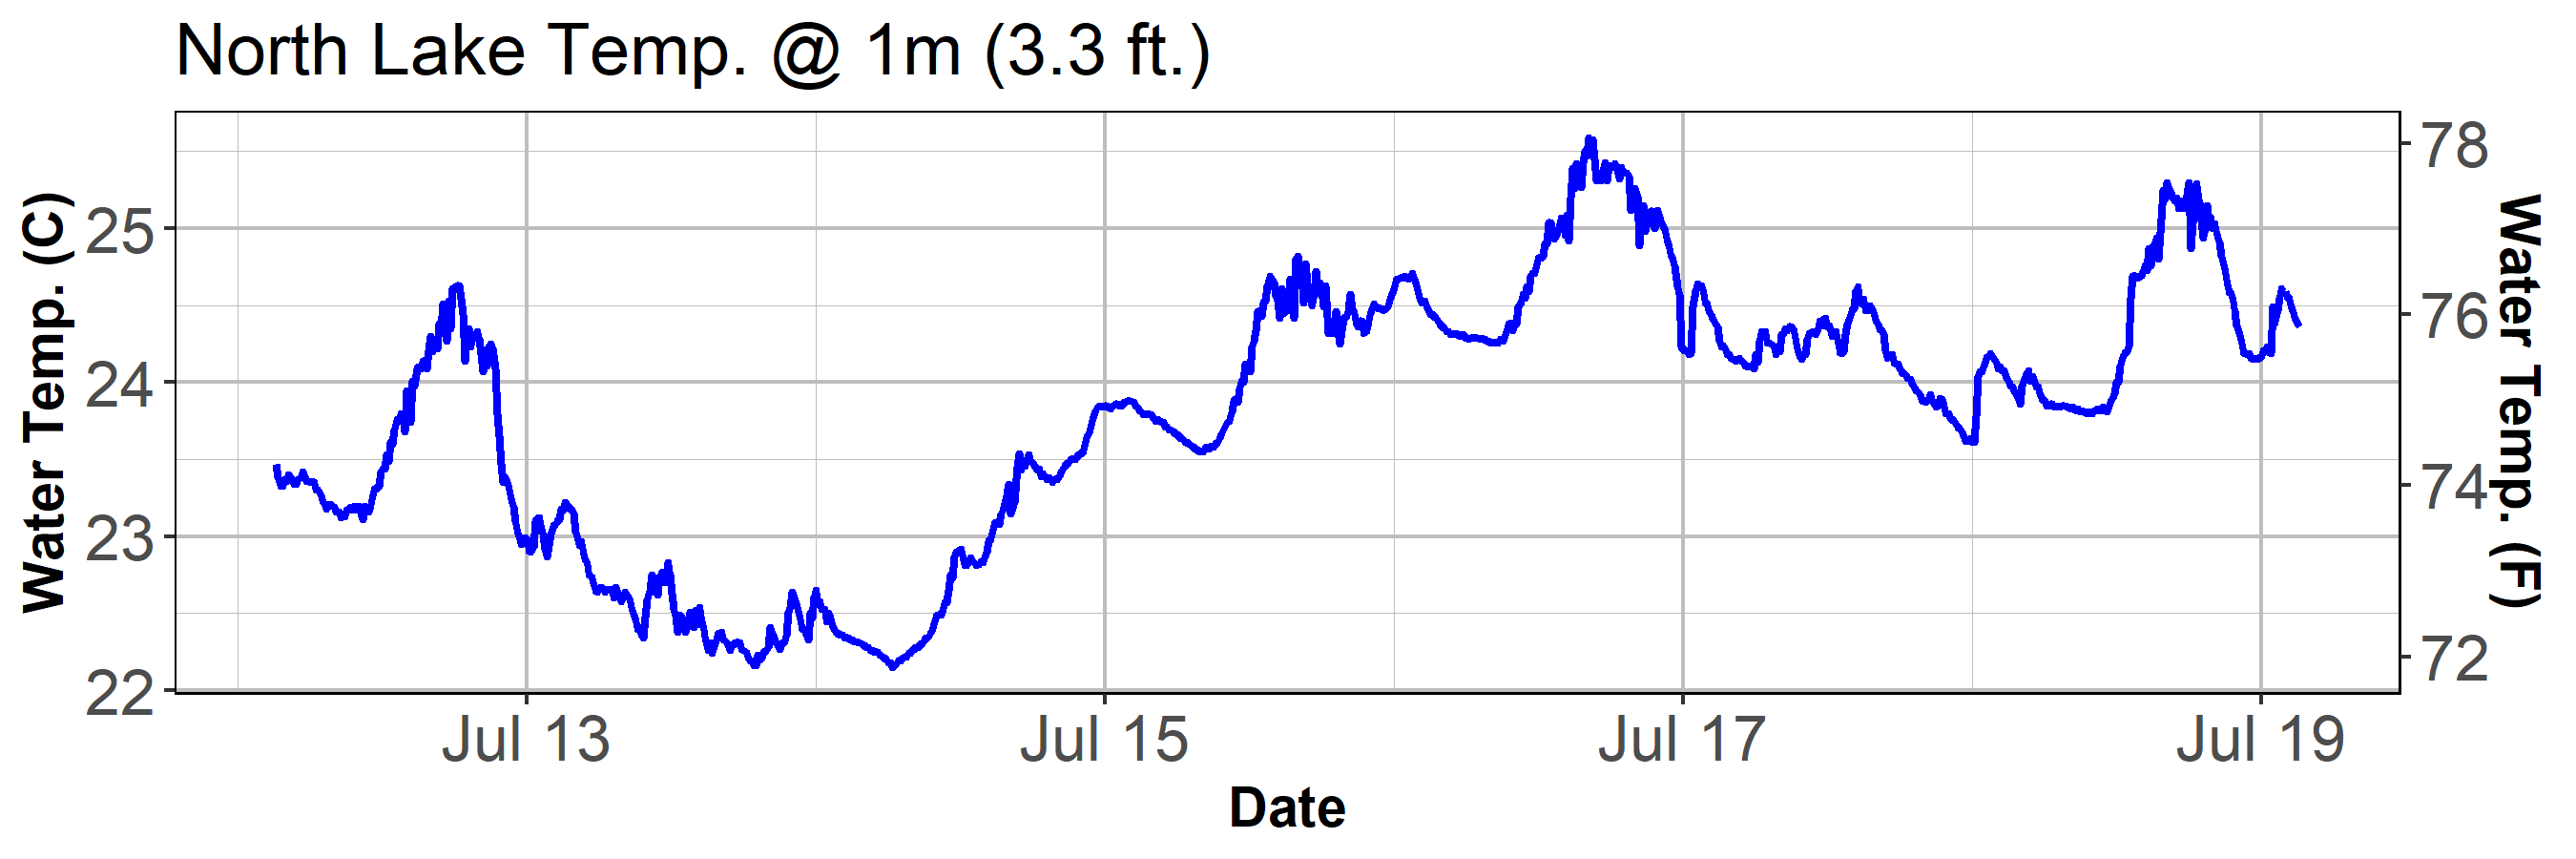 North Lake Temp. @ 1m (3.3 ft.)
Water Temp. (C)
25
24
23
22
78
76
74
72
Water Temp. (F)
Jul 13
Jul 15
Jul 17
Jul 19
Date